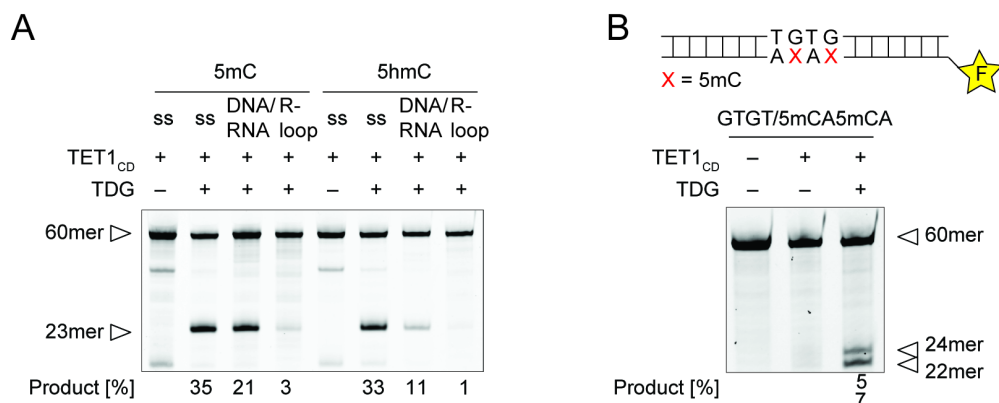 A
5mC 5hmC
ss ss DNA/RNA R-loop ss ss DNA/RNA R-loop
TET1CD + + + + + + + +
TDG – + + + – + + +
60mer
23mer
Product [%] 35 21 3 33 11 1
B
T G T G
A X A X
X = 5mC
F
GTGT/5mCA5mCA
TET1CD – + +
TDG – – +
60mer
24mer
22mer
Product [%] 5
7